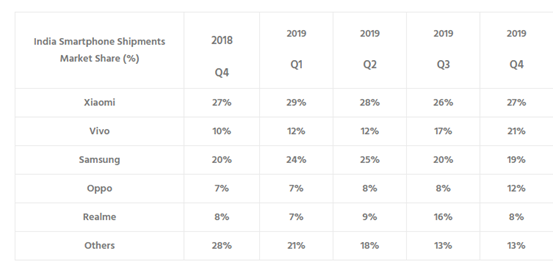 India Smartphone Shipments
Market Share (%)
2018
Q4
2019
Q1
2019
Q2
2019
Q3
2019
Q4
Xiaomi 27% 29% 28% 26% 27%
Vivo 10% 12% 12% 17% 21%
Samsung 20% 24% 25% 20% 19%
Oppo 7% 7% 8% 8% 12%
Realme 8% 7% 9% 16% 8%
Others 28% 21% 18% 13% 13%